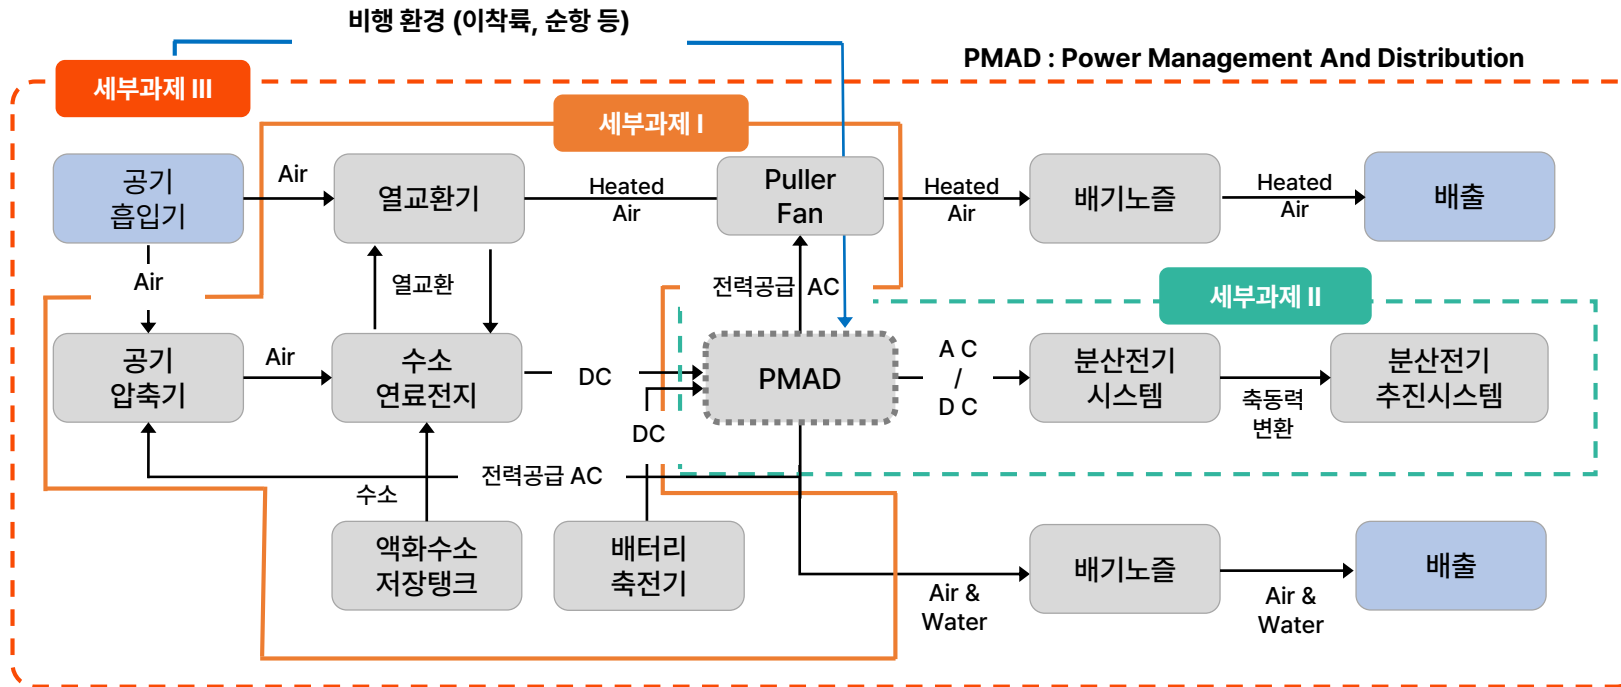 비행 환경 (이착륙, 순항 등)
PMAD : Power Management And Distribution
세부과제 III
세부과제 I
공기
흡입기
Air
열교환기
Heated
Air
Puller
Fan
Heated
Air
배기노즐
Heated
Air
배출
Air
열교환
전력공급 AC
세부과제 II
공기
압축기
Air
수소
연료전지
DC
PMAD
A C
/
D C
분산전기
시스템
축동력
변환
분산전기
추진시스템
DC
전력공급 AC
수소
액화수소
저장탱크
배터리
축전기
Air &
Water
배기노즐
Air &
Water
배출